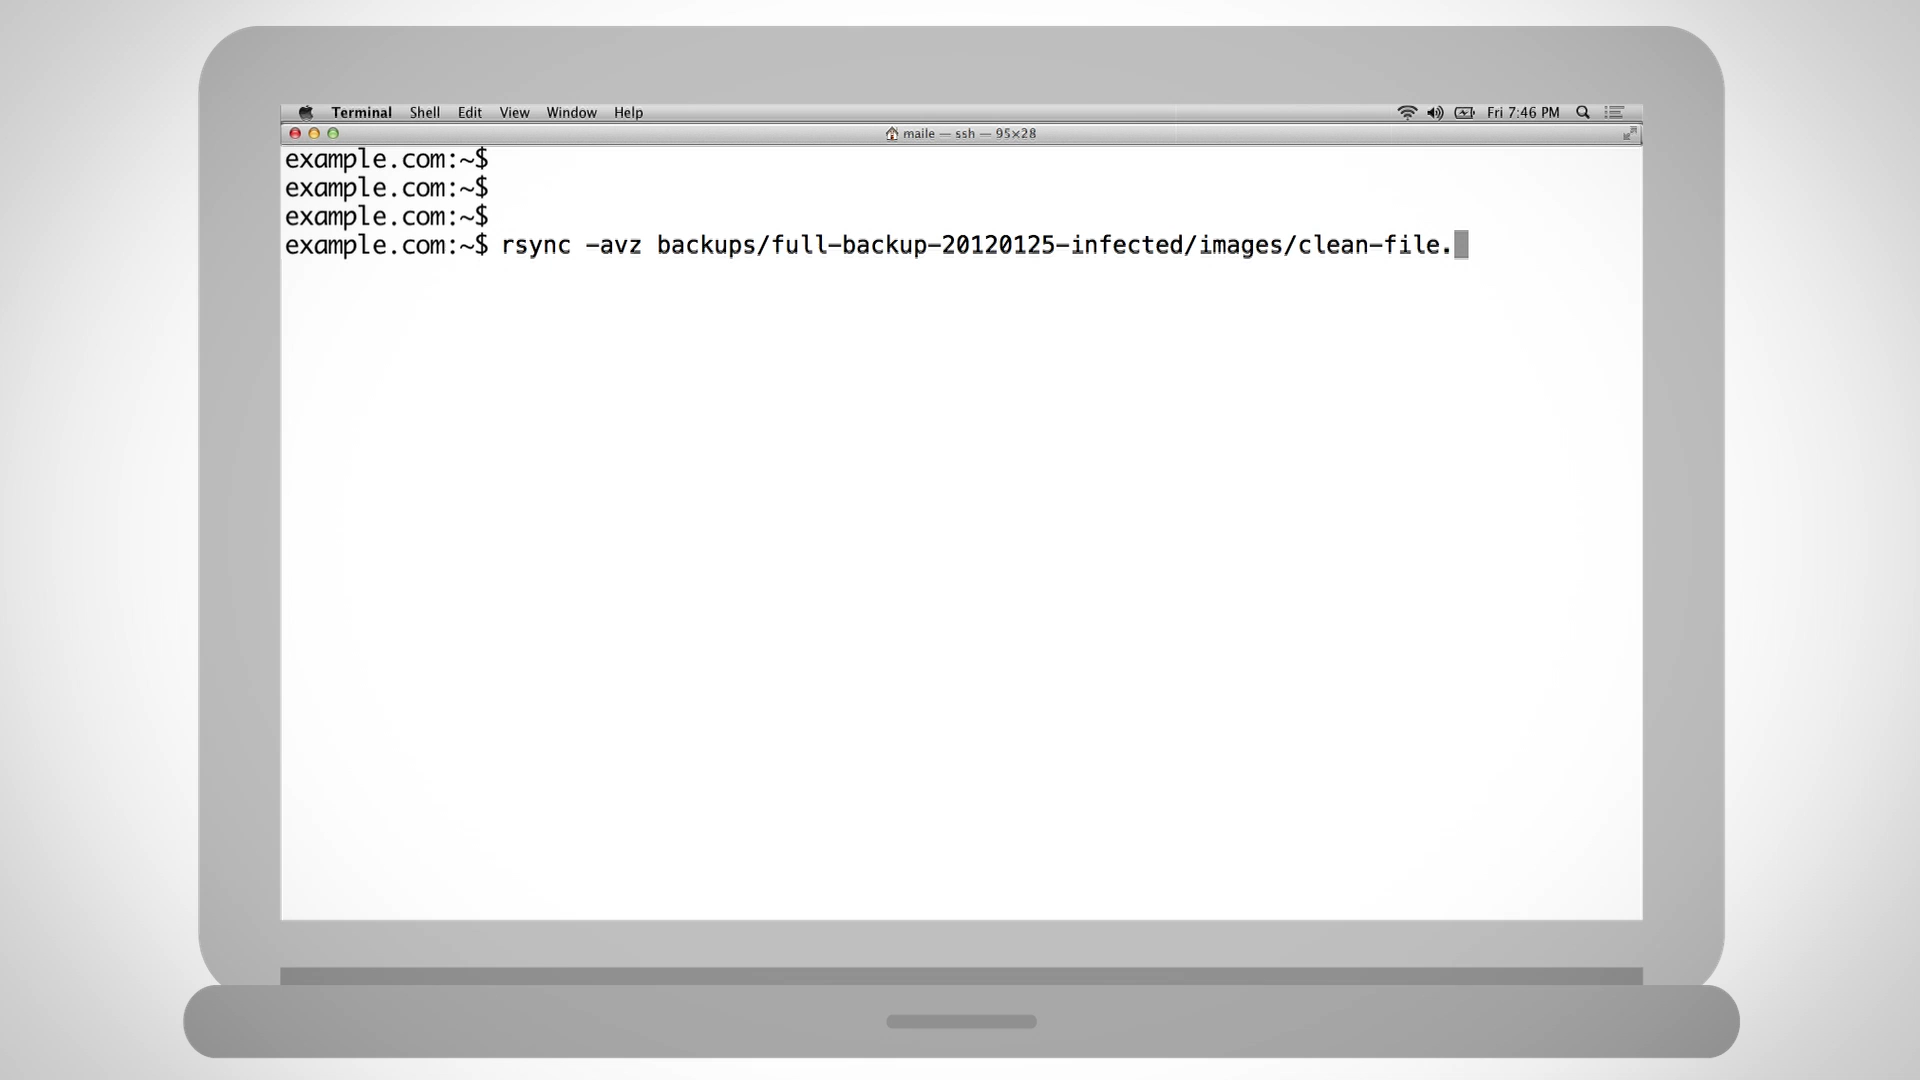 Terminal Shell Edit View Window Help Fri 7:46 PM
maile — ssh — 95×28
example.com:~$
example.com:~$
example.com:~$
example.com:~$ rsync -avz backups/full-backup-20120125-infected/images/clean-file.